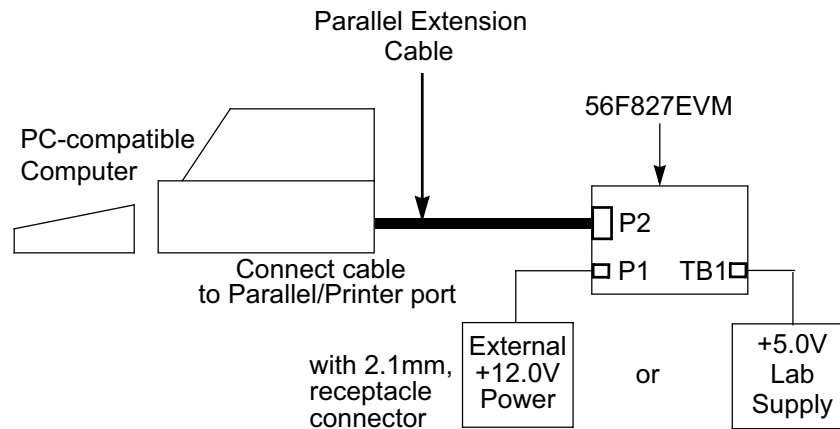 Parallel Extension
Cable
56F827EVM
PC-compatible
Computer
P2
P1
TB1
Connect cable
to Parallel/Printer port
with 2.1mm,
receptacle
connector
External
+12.0V
Power
or
+5.0V
Lab
Supply